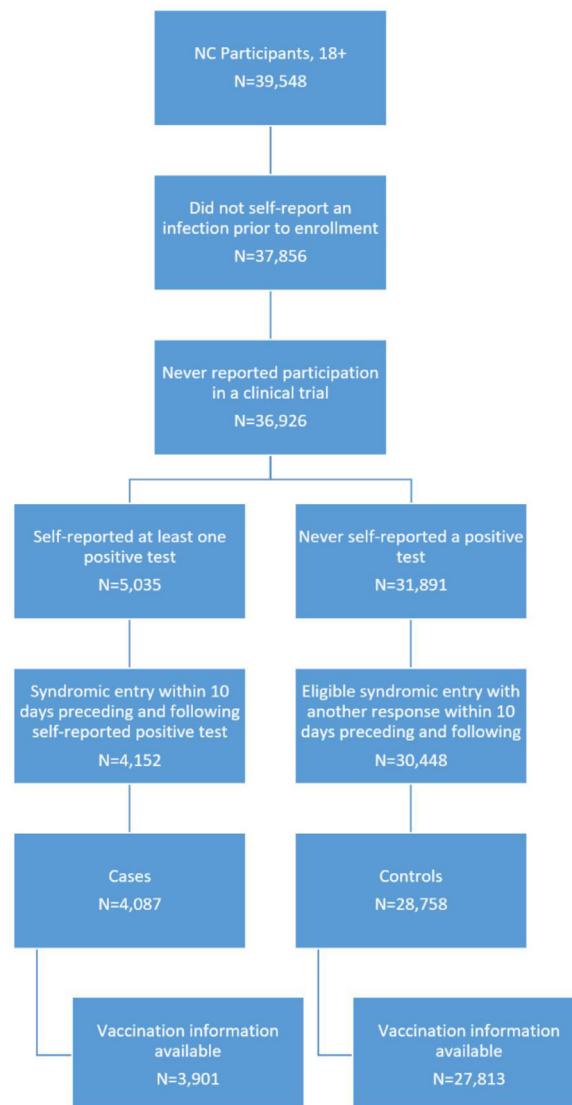 NC Participants, 18+
N=39,548
Did not self-report an
infection prior to enrollment
N=37,856
Never reported participation
in a clinical trial
N=36,926
Self-reported at least one
positive test
N=5,035
Never self-reported a positive
test
N=31,891
Syndromic entry within 10
days preceding and following
self-reported positive test
N=4,152
Eligible syndromic entry with
another response within 10
days preceding and following
N=30,448
Cases
N=4,087
Controls
N=28,758
Vaccination information
available
N=3,901
Vaccination information
available
N=27,813